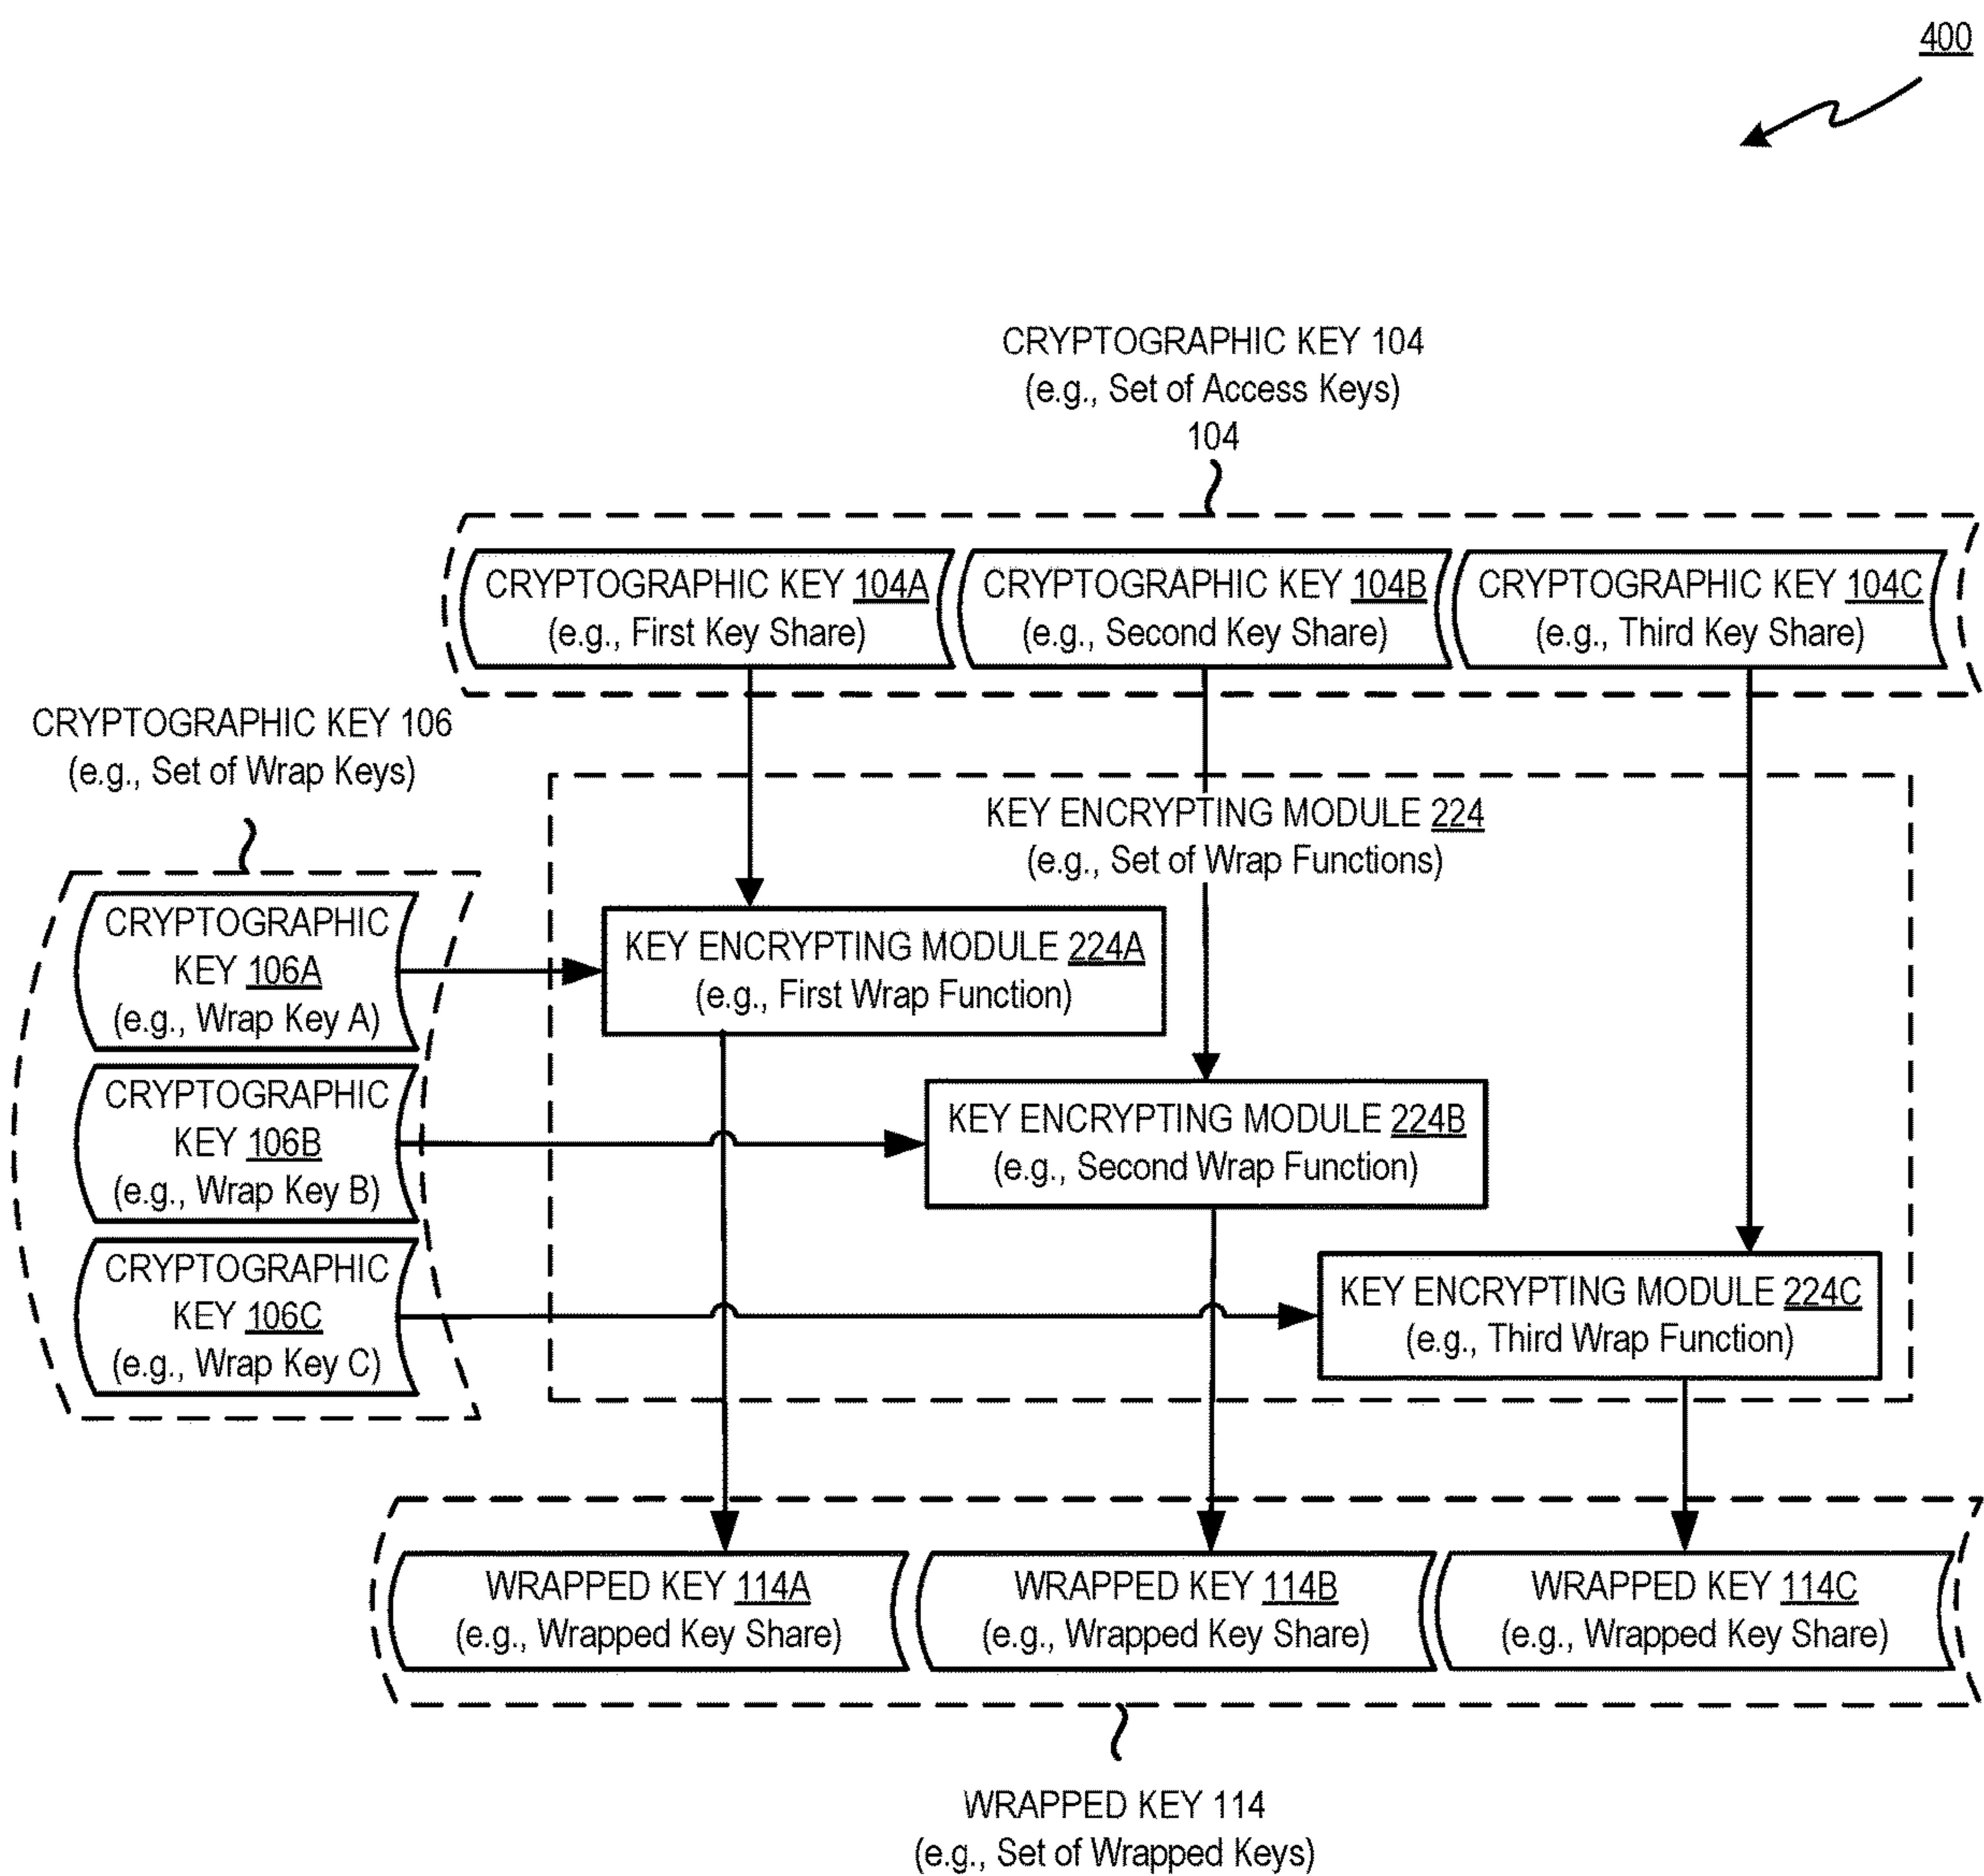 400
CRYPTOGRAPHIC KEY 104
(e.g., Set of Access Keys)
104
CRYPTOGRAPHIC KEY 104A
(e.g., First Key Share)
CRYPTOGRAPHIC KEY 104B
(e.g., Second Key Share)
CRYPTOGRAPHIC KEY 104C
(e.g., Third Key Share)
CRYPTOGRAPHIC KEY 106
(e.g., Set of Wrap Keys)
KEY ENCRYPTING MODULE 224
(e.g., Set of Wrap Functions)
CRYPTOGRAPHIC
KEY 106A
(e.g., Wrap Key A)
KEY ENCRYPTING MODULE 224A
(e.g., First Wrap Function)
CRYPTOGRAPHIC
KEY 106B
(e.g., Wrap Key B)
KEY ENCRYPTING MODULE 224B
(e.g., Second Wrap Function)
CRYPTOGRAPHIC
KEY 106C
(e.g., Wrap Key C)
KEY ENCRYPTING MODULE 224C
(e.g., Third Wrap Function)
WRAPPED KEY 114A
(e.g., Wrapped Key Share)
WRAPPED KEY 114B
(e.g., Wrapped Key Share)
WRAPPED KEY 114C
(e.g., Wrapped Key Share)
WRAPPED KEY 114
(e.g., Set of Wrapped Keys)